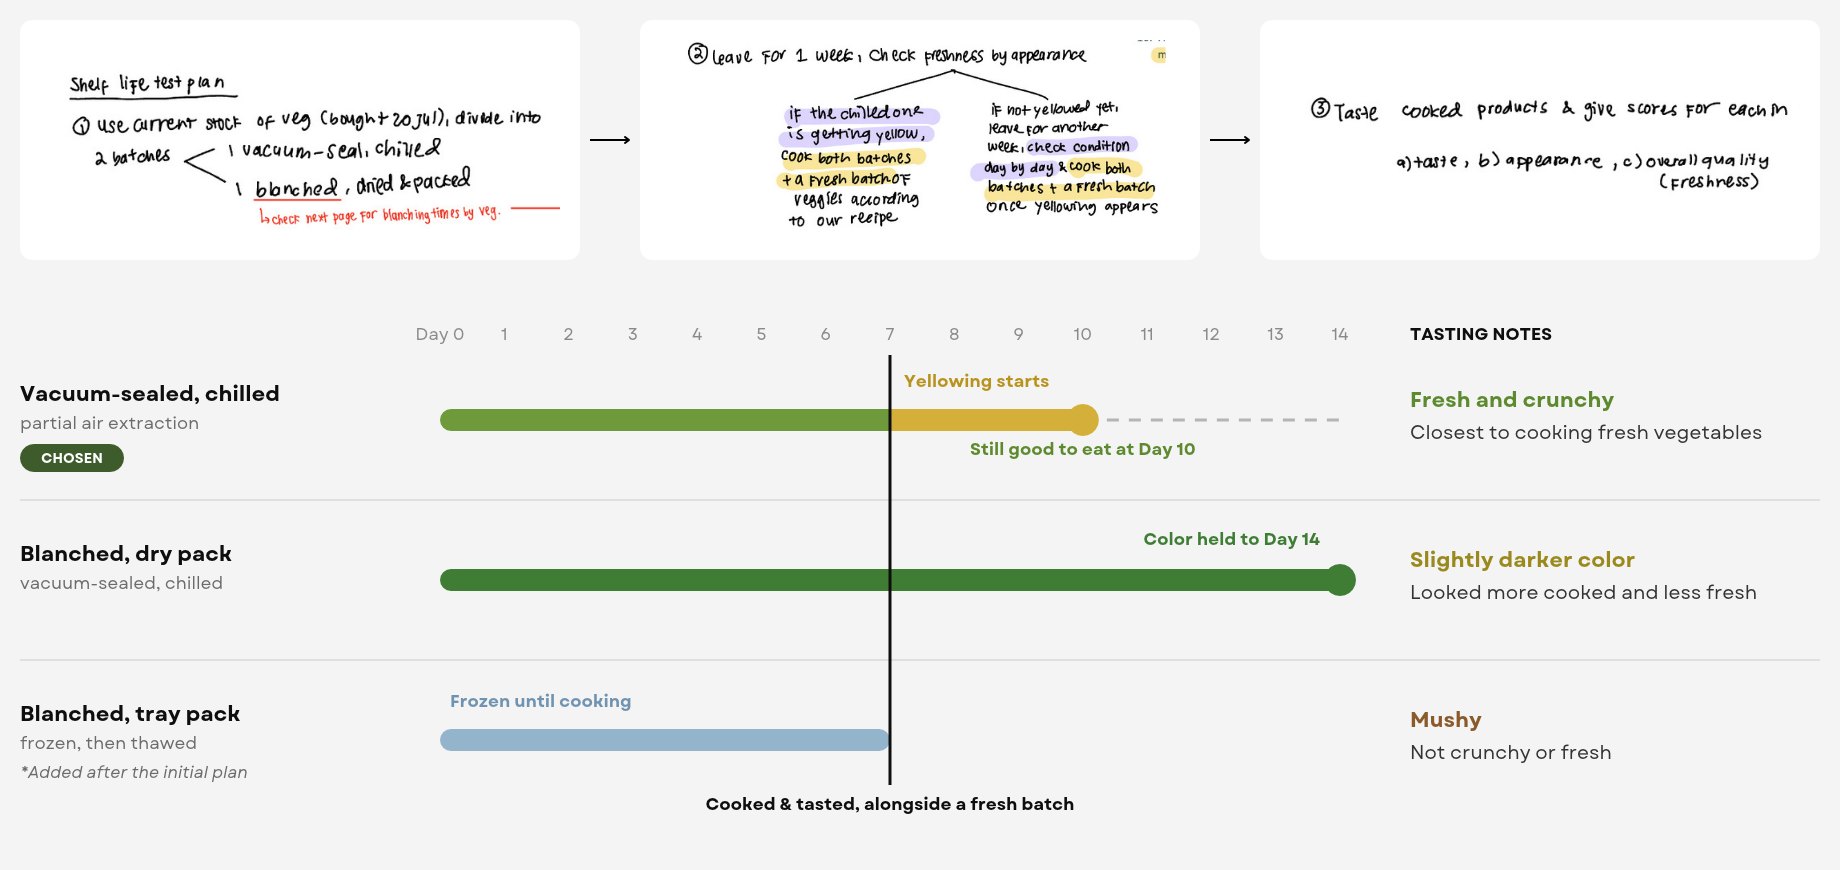 Shelf life test plan
① use current stock of veg (bought 20 Jul), divide into
2 batches
1 vacuum-seal, chilled
1 blanched, dried & packed
↳ check next page for blanching times by veg.
② leave for 1 week, check freshness by appearance
m
if the chilled one
is getting yellow,
cook both batches
+ a fresh batch of
veggies according
to our recipe
if not yellowed yet,
leave for another
week, check condition
day by day & cook both
batches + a fresh batch
once yellowing appears
③ Taste cooked products & give scores for each in
a) taste, b) appearance, c) overall quality
(freshness)
Day 0 1 2 3 4 5 6 7 8 9 10 11 12 13 14
TASTING NOTES
Vacuum-sealed, chilled
partial air extraction
CHOSEN
Yellowing starts
Still good to eat at Day 10
Fresh and crunchy
Closest to cooking fresh vegetables
Blanched, dry pack
vacuum-sealed, chilled
Color held to Day 14
Slightly darker color
Looked more cooked and less fresh
Blanched, tray pack
frozen, then thawed
*Added after the initial plan
Frozen until cooking
Mushy
Not crunchy or fresh
Cooked & tasted, alongside a fresh batch